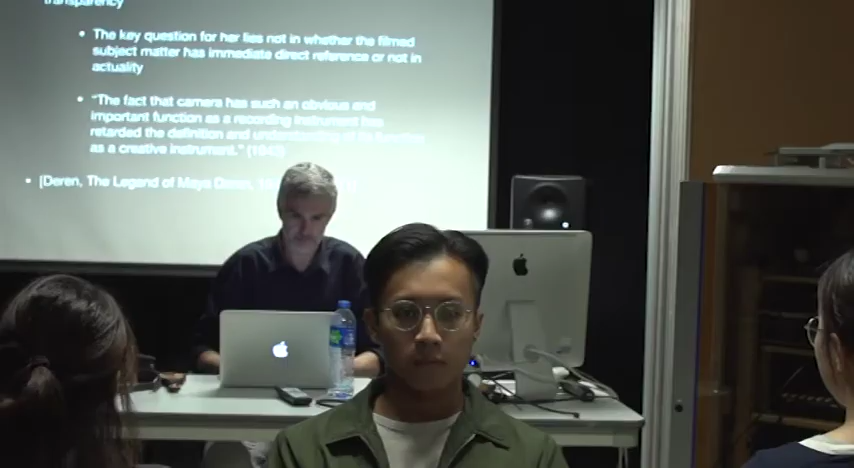 transparency
• The key question for her lies not in whether the filmed
subject matter has immediate direct reference or not in
actuality
• "The fact that camera has such an obvious and
important function as a recording instrument has
retarded the definition and understanding of its function
as a creative instrument."
• [Deren, The Legend of Maya Deren,